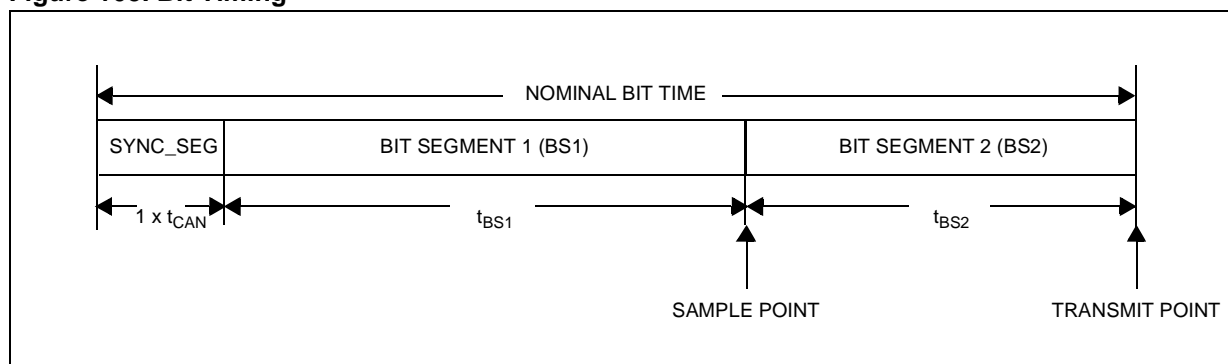 NOMINAL BIT TIME
SYNC_SEG
BIT SEGMENT 1 (BS1)
BIT SEGMENT 2 (BS2)
1 x tCAN
tBS1
tBS2
SAMPLE POINT
TRANSMIT POINT